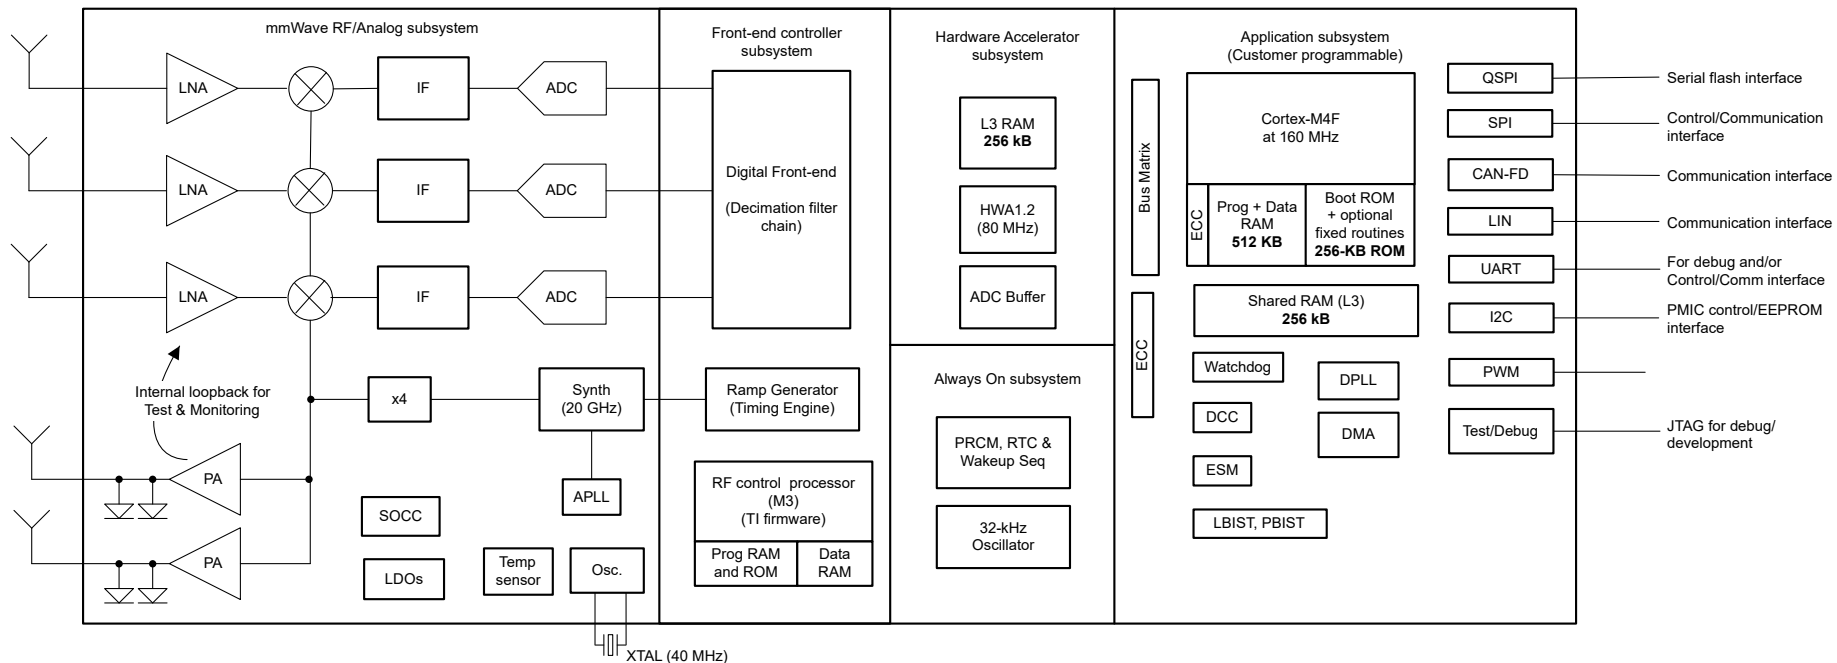 mmWave RF/Analog subsystem
LNA
IF
ADC
LNA
IF
ADC
LNA
IF
ADC
Internal loopback for
Test & Monitoring
x4
Synth
(20 GHz)
PA
PA
APLL
SOCC
LDOs
Temp
sensor
Osc.
XTAL (40 MHz)
Front-end controller
subsystem
Digital Front-end
(Decimation filter
chain)
Ramp Generator
(Timing Engine)
RF control processor
(M3)
(TI firmware)
Prog RAM
and ROM
Data
RAM
Hardware Accelerator
subsystem
L3 RAM
256 kB
HWA1.2
(80 MHz)
ADC Buffer
Always On subsystem
PRCM, RTC &
Wakeup Seq
32-kHz
Oscillator
Application subsystem
(Customer programmable)
Bus Matrix
Cortex-M4F
at 160 MHz
ECC
Prog + Data
RAM
512 KB
Boot ROM
+ optional
fixed routines
256-KB ROM
ECC
Shared RAM (L3)
256 kB
Watchdog
DPLL
DCC
DMA
ESM
LBIST, PBIST
QSPI
Serial flash interface
SPI
Control/Communication
interface
CAN-FD
Communication interface
LIN
Communication interface
UART
For debug and/or
Control/Comm interface
I2C
PMIC control/EEPROM
interface
PWM
Test/Debug
JTAG for debug/
development